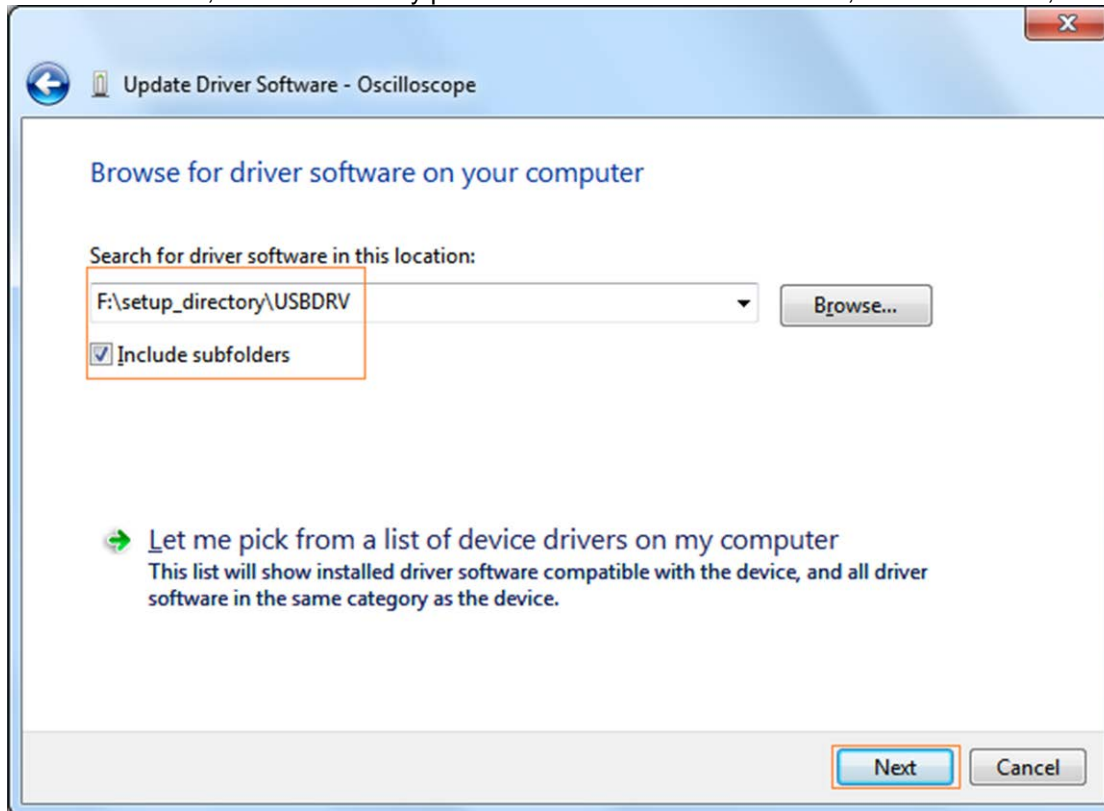 Update Driver Software - Oscilloscope
Browse for driver software on your computer
Search for driver software in this location:
F:\setup_directory\USBDRV
Browse...
Include subfolders
Let me pick from a list of device drivers on my computer
This list will show installed driver software compatible with the device, and all driver
software in the same category as the device.
Next
Cancel